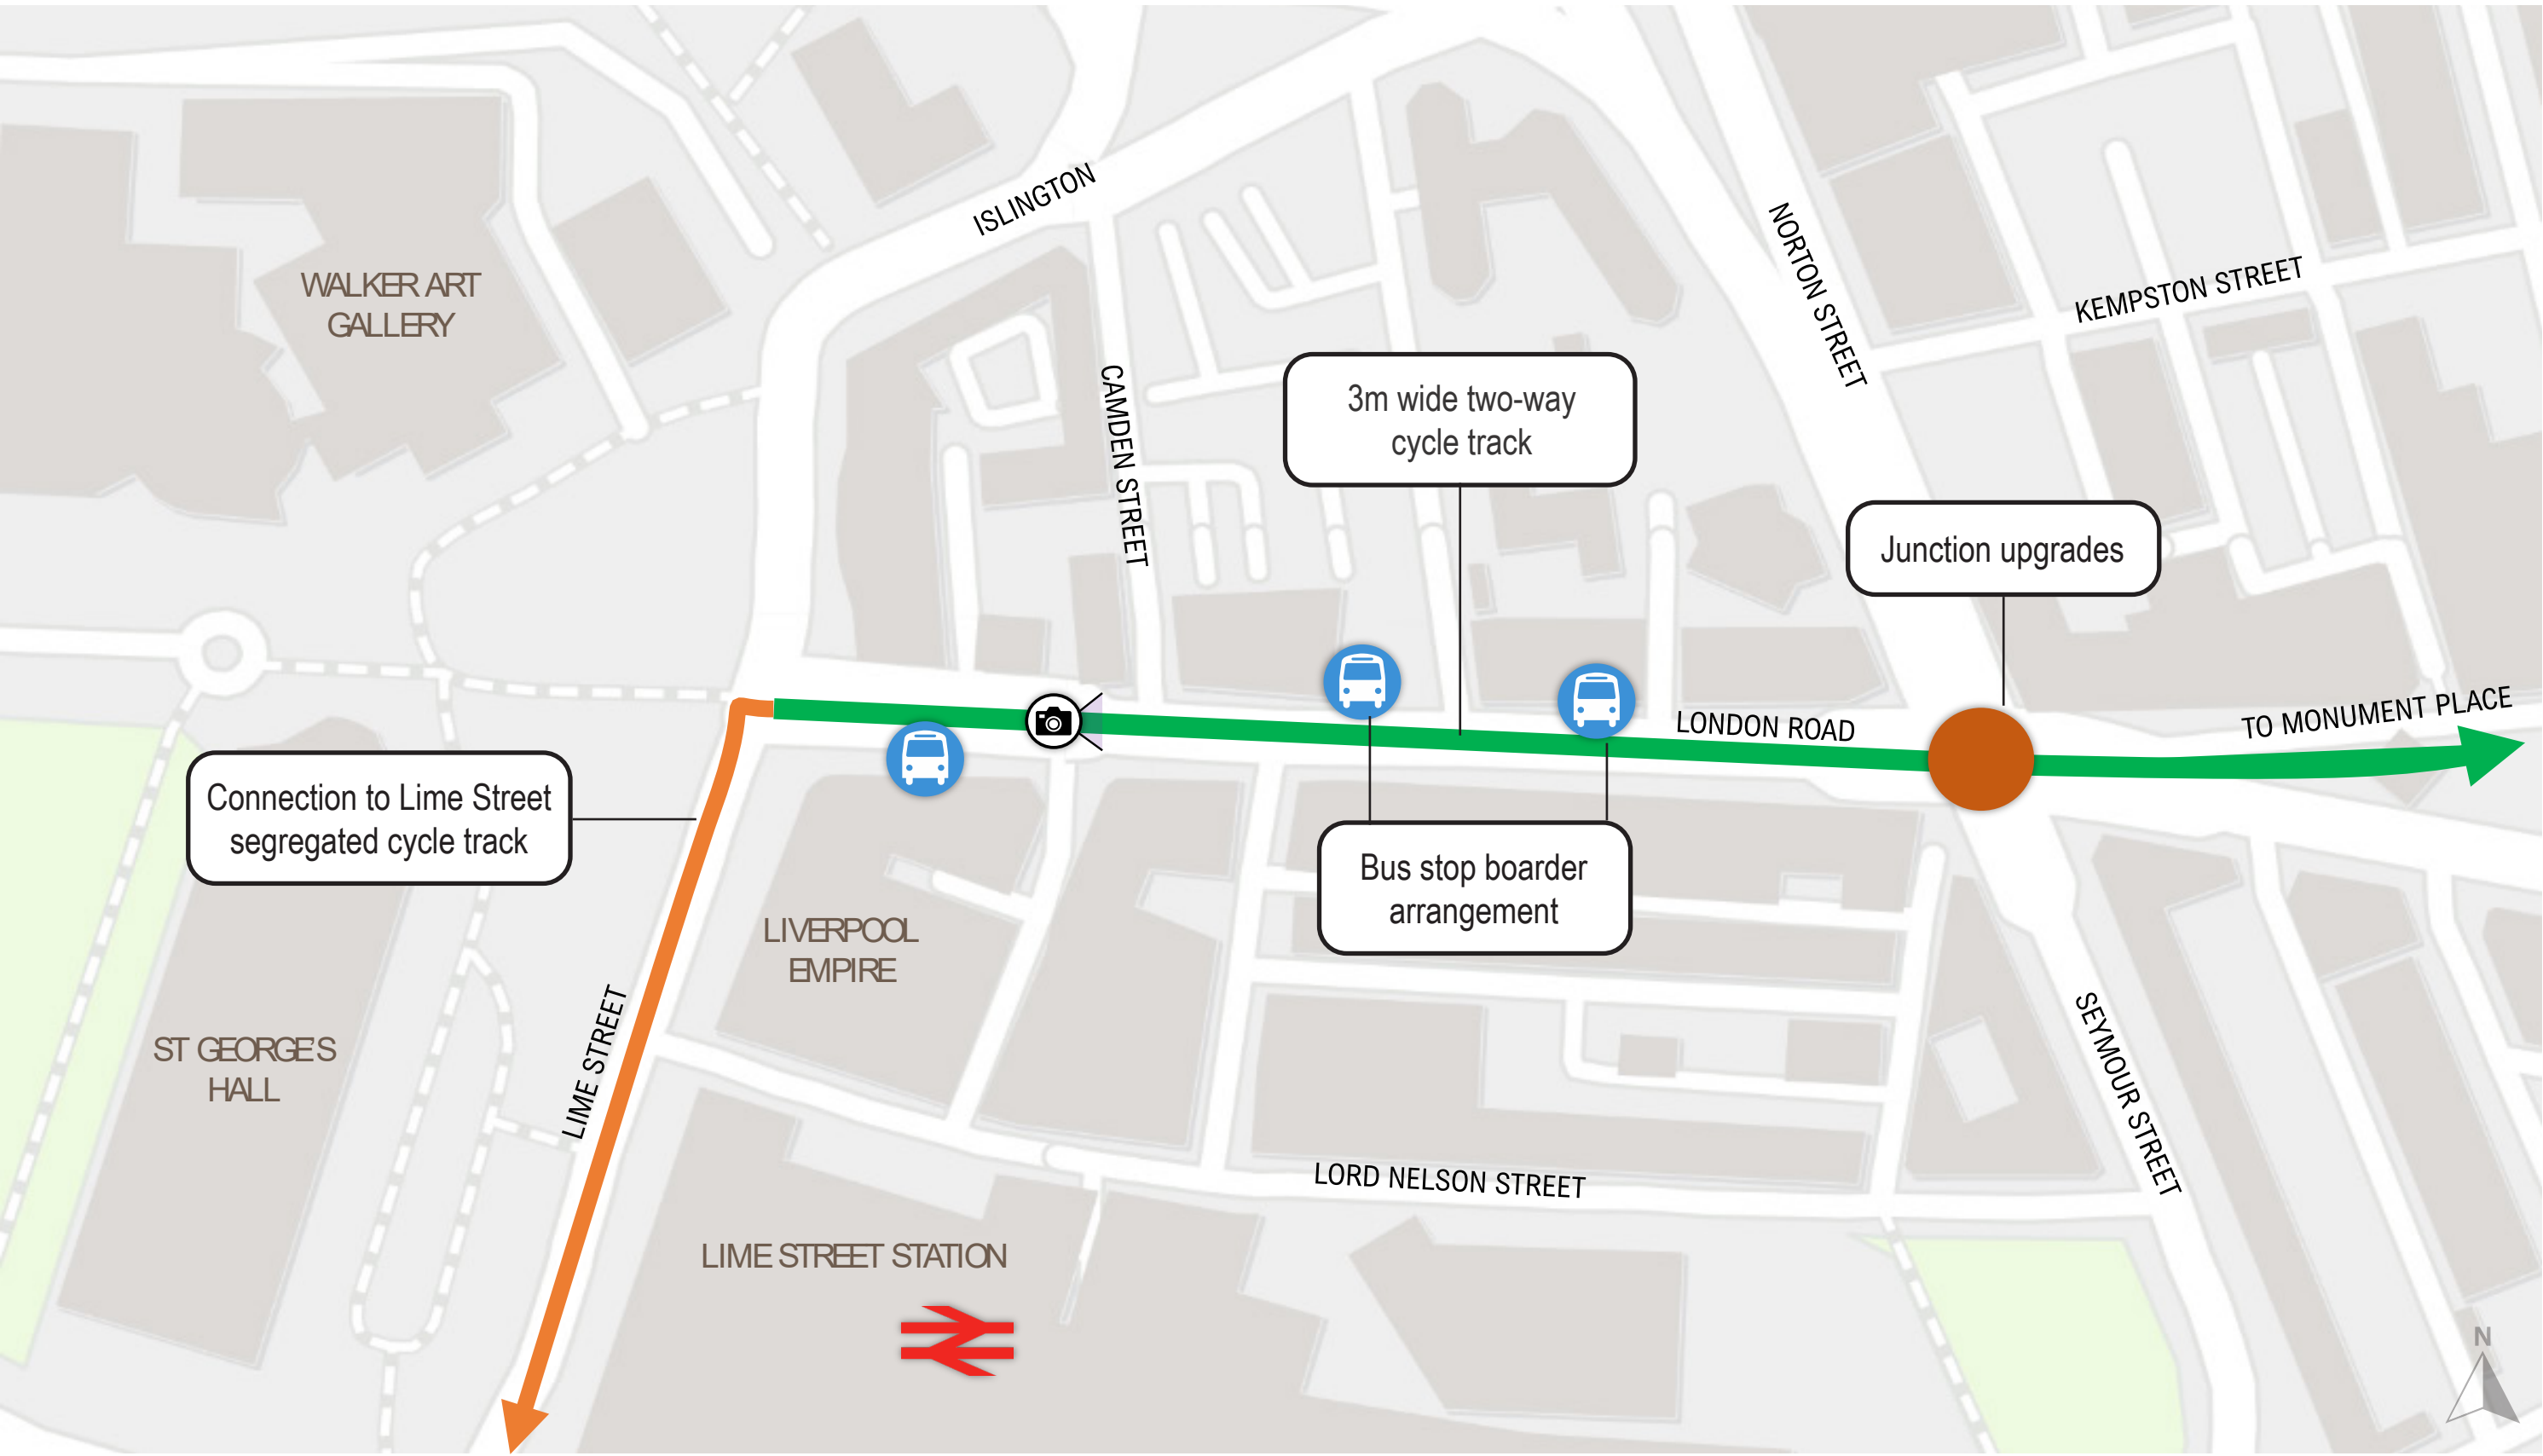 ISLINGTON
NORTON STREET
WALKER ART
GALLERY
KEMPSTON STREET
CAMDEN STREET
3m wide two-way
cycle track
Junction upgrades
LONDON ROAD
TO MONUMENT PLACE
Connection to Lime Street
segregated cycle track
Bus stop boarder
arrangement
LIVERPOOL
EMPIRE
LIME STREET
ST GEORGE'S
HALL
SEYMOUR STREET
LORD NELSON STREET
LIME STREET STATION
N